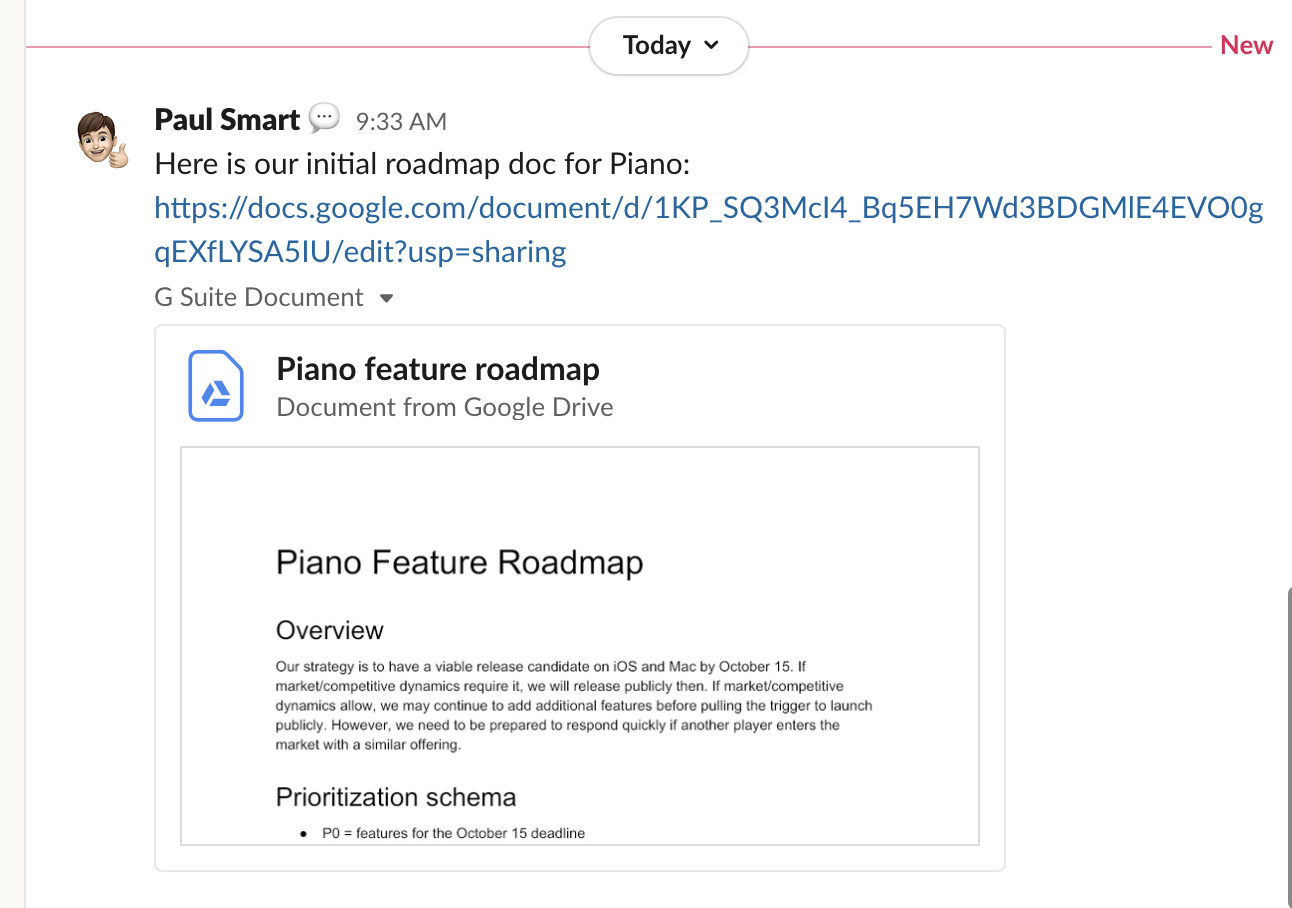 Today
New
Paul Smart 9:33 AM
Here is our initial roadmap doc for Piano:
https://docs.google.com/document/d/1KP_SQ3McI4_Bq5EH7Wd3BDGMlE4EVO0g
qEXfLYSA5IU/edit?usp=sharing
G Suite Document
Piano feature roadmap
Document from Google Drive
Piano Feature Roadmap
Overview
Our strategy is to have a viable release candidate on iOS and Mac by October 15. If
market/competitive dynamics require it, we will release publicly then. If market/competitive
dynamics allow, we may continue to add additional features before pulling the trigger to launch
publicly. However, we need to be prepared to respond quickly if another player enters the
market with a similar offering.
Prioritization schema
• P0 = features for the October 15 deadline